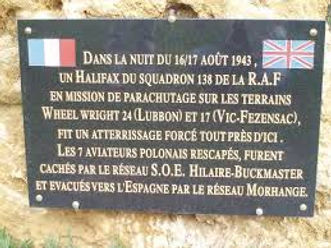 DANS LA NUIT DU 16/17 AOÛT 1943,
UN HALIFAX DU SQUADRON 138 DE LA R.A.F
EN MISSION DE PARACHUTAGE SUR LES TERRAINS
WHEEL WRIGHT 24 (LUBBON) ET 17 (VIC-FEZENSAC),
FIT UN ATTERRISSAGE FORCÉ TOUT PRÈS D'ICI.
LES 7 AVIATEURS POLONAIS RESCAPÉS, FURENT
CACHÉS PAR LE RÉSEAU S.O.E. HILAIRE-BUCKMASTER
ET EVACUÉS VERS L'ESPAGNE PAR LE RÉSEAU MORHANGE.